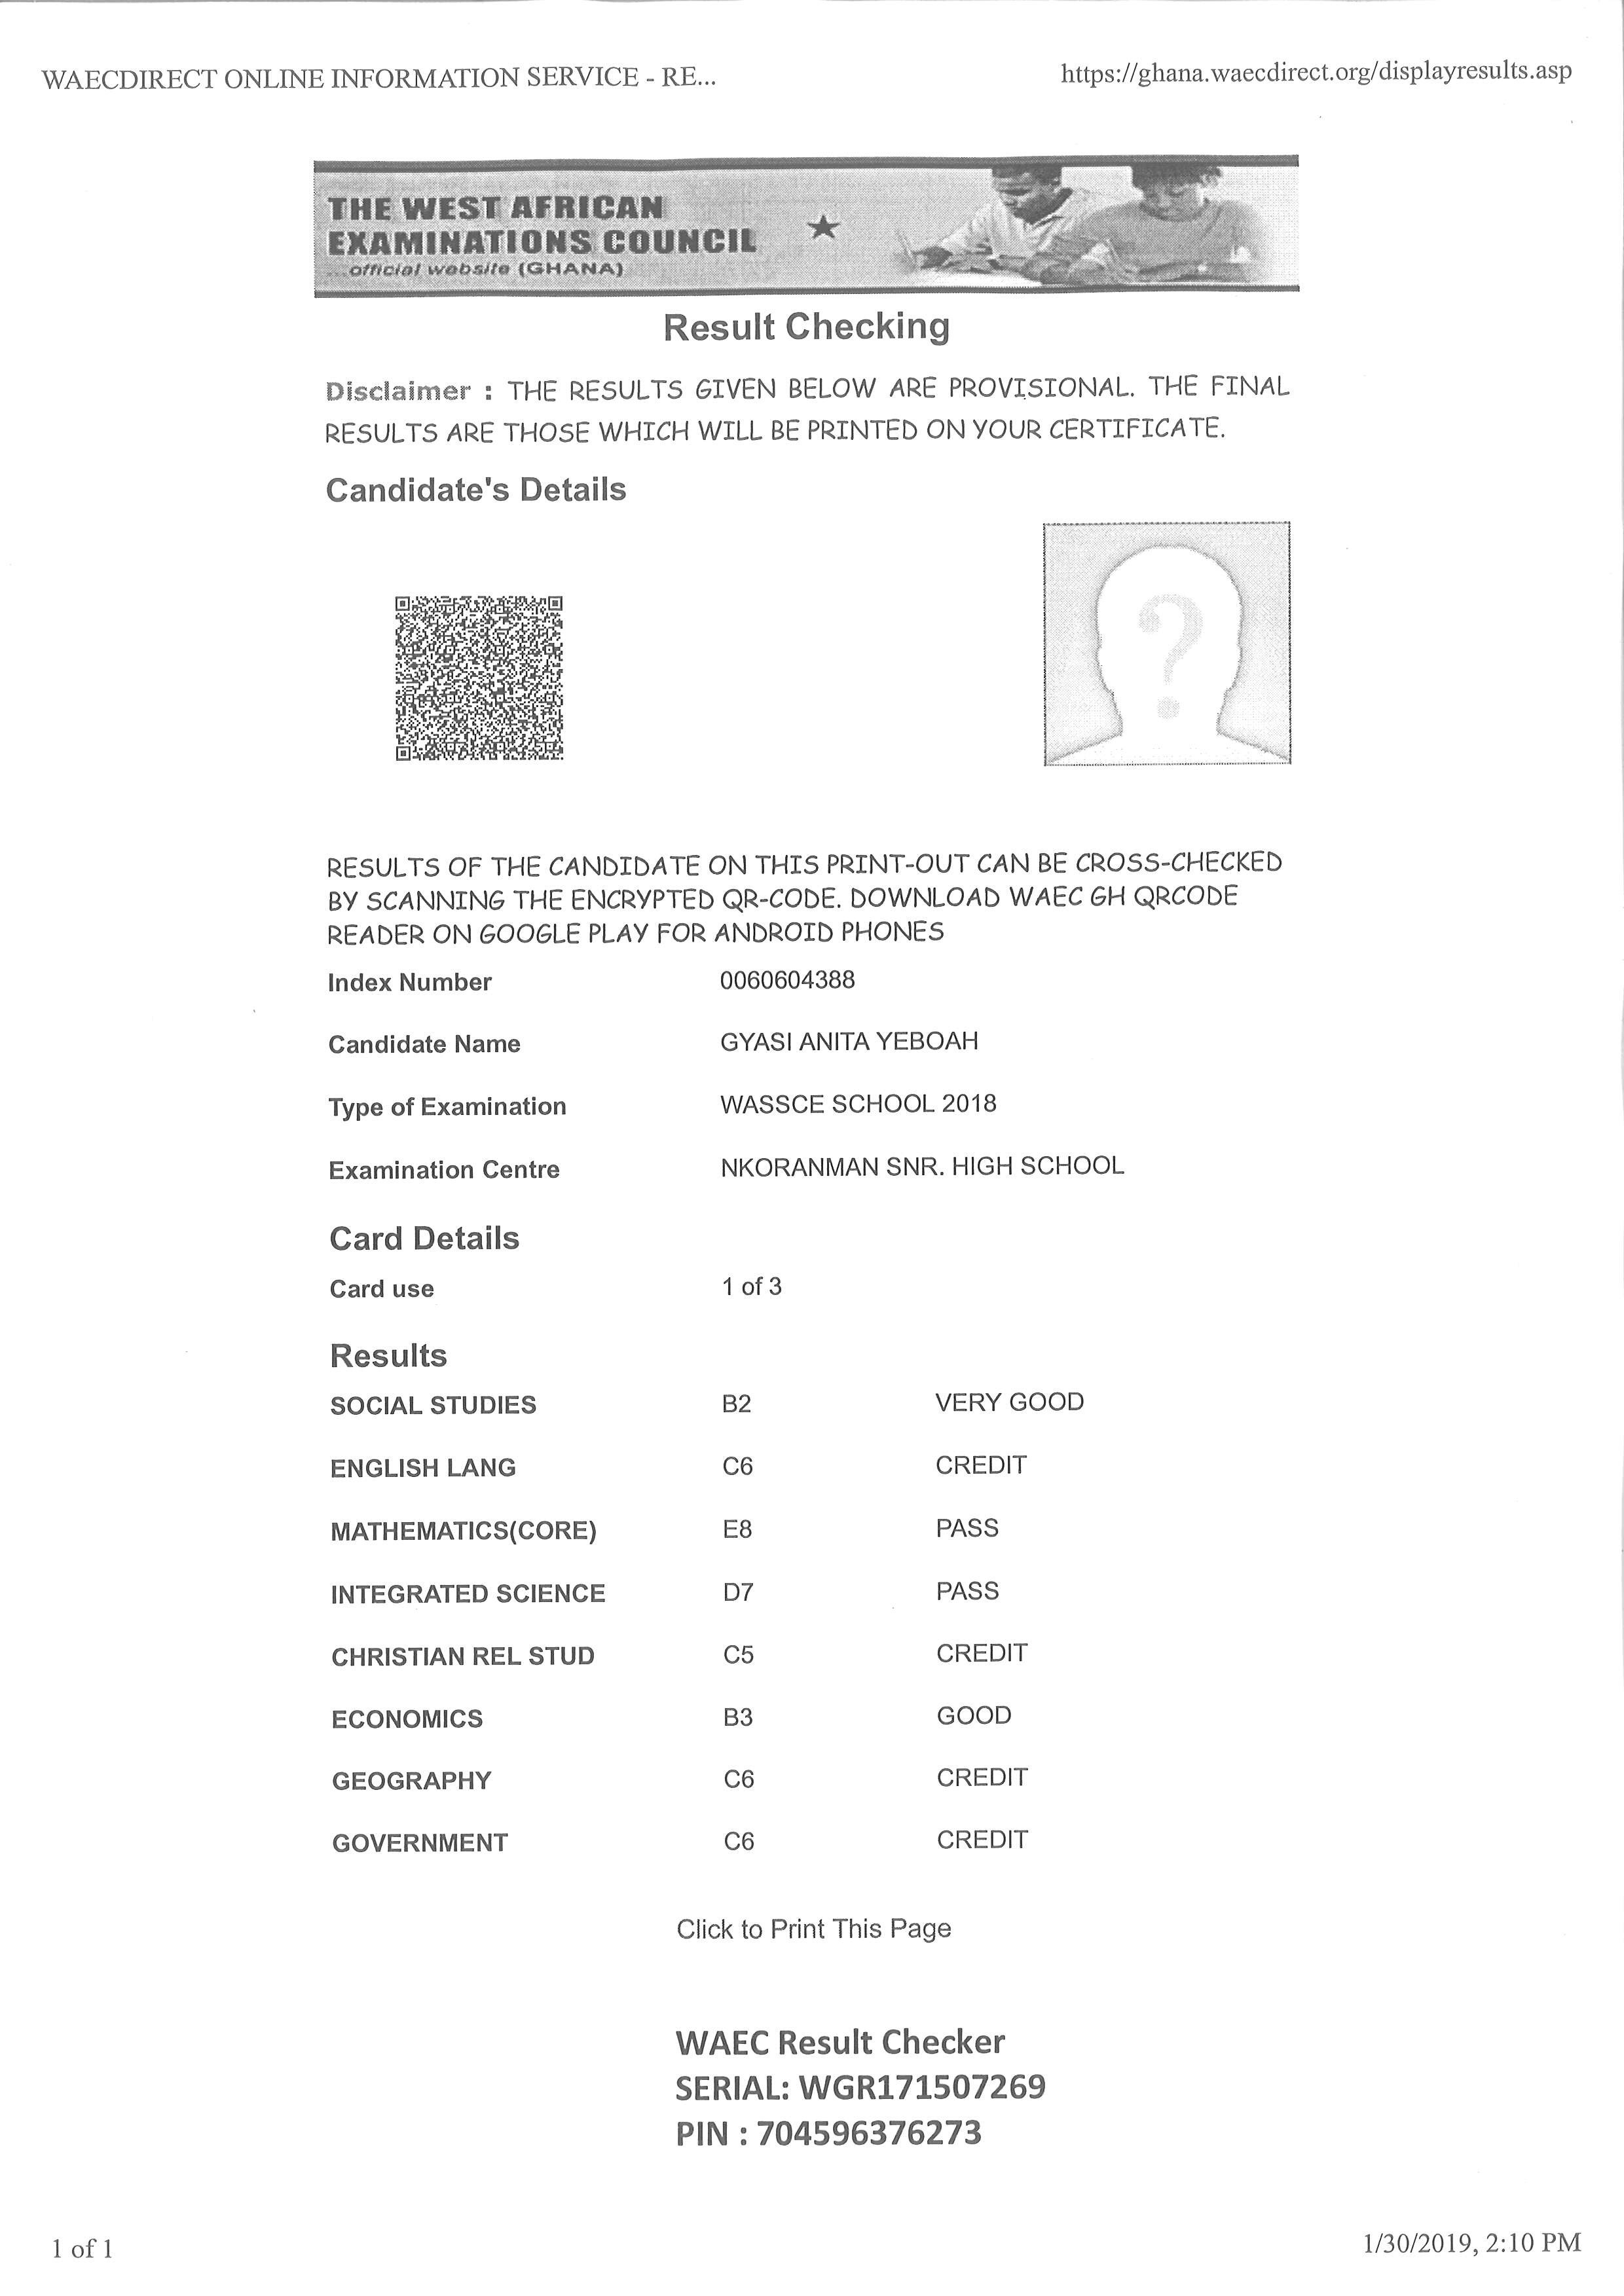 WAECDIRECT ONLINE INFORMATION SERVICE - RE... https://ghana.waecdirect.org/displayresults.asp
THE WEST AFRICAN
EXAMINATIONS COUNCIL
...official website (GHANA)
Result Checking
Disclaimer : THE RESULTS GIVEN BELOW ARE PROVISIONAL. THE FINAL
RESULTS ARE THOSE WHICH WILL BE PRINTED ON YOUR CERTIFICATE.
Candidate's Details
?
RESULTS OF THE CANDIDATE ON THIS PRINT-OUT CAN BE CROSS-CHECKED
BY SCANNING THE ENCRYPTED QR-CODE. DOWNLOAD WAEC GH QRCODE
READER ON GOOGLE PLAY FOR ANDROID PHONES
Index Number 0060604388
Candidate Name GYASI ANITA YEBOAH
Type of Examination WASSCE SCHOOL 2018
Examination Centre NKORANMAN SNR. HIGH SCHOOL
Card Details
Card use 1 of 3
Results
SOCIAL STUDIES B2 VERY GOOD
ENGLISH LANG C6 CREDIT
MATHEMATICS(CORE) E8 PASS
INTEGRATED SCIENCE D7 PASS
CHRISTIAN REL STUD C5 CREDIT
ECONOMICS B3 GOOD
GEOGRAPHY C6 CREDIT
GOVERNMENT C6 CREDIT
Click to Print This Page
WAEC Result Checker
SERIAL: WGR171507269
PIN : 704596376273
1 of 1 1/30/2019, 2:10 PM